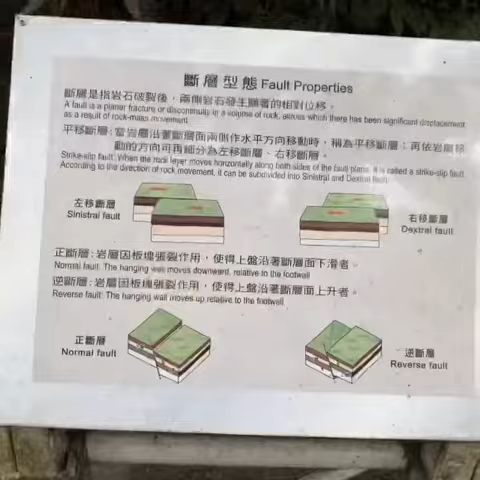 斷層型態 Fault Properties
斷層是指岩石破裂後，兩側岩石發生顯著的相對位移。
A fault is a planar fracture or discontinuity in a volume of rock, across which there has been significant displacement
as a result of rock-mass movement.
平移斷層：當岩層沿著斷層面兩側作水平方向移動時，稱為平移斷層；再依岩層移
動的方向可再細分為左移斷層、右移斷層。
Strike-slip fault: When the rock layer moves horizontally along both sides of the fault plane, it is called a strike-slip fault.
According to the direction of rock movement, it can be subdivided into Sinistral and Dextral fault.
左移斷層
Sinistral fault
右移斷層
Dextral fault
正斷層：岩層因板塊張裂作用，使得上盤沿著斷層面下滑者。
Normal fault: The hanging wall moves downward, relative to the footwall
逆斷層：岩層因板塊張裂作用，使得上盤沿著斷層面上升者。
Reverse fault: The hanging wall moves up relative to the footwall
正斷層
Normal fault
逆斷層
Reverse fault